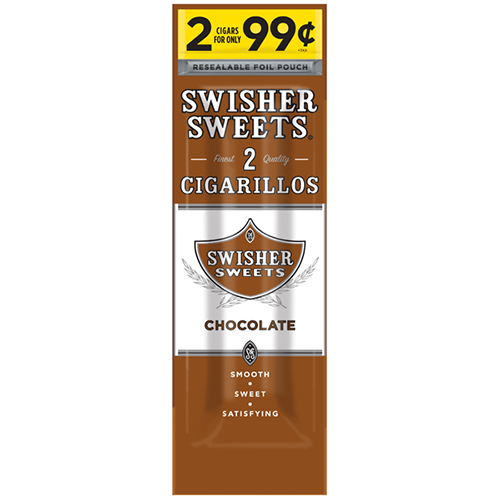 2 CIGARS FOR ONLY 99¢
+TAX
RESEALABLE FOIL POUCH
SWISHER
SWEETS®
Finest 2 Quality
CIGARILLOS
SWISHER
SWEETS
CHOCOLATE
SMOOTH
•
SWEET
•
SATISFYING